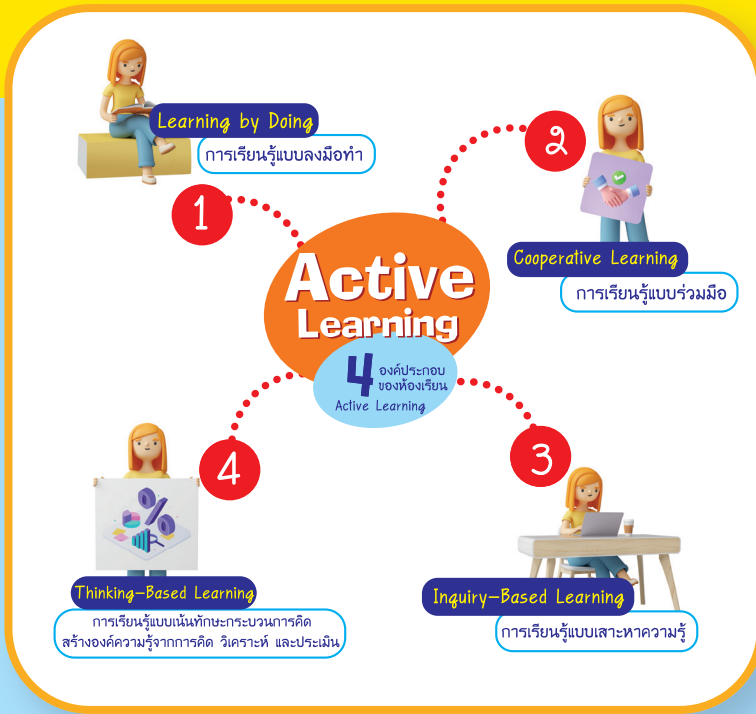 Active
Learning
4 องค์ประกอบ
ของห้องเรียน
Active Learning
1
Learning by Doing
การเรียนรู้แบบลงมือทำ
2
Cooperative Learning
การเรียนรู้แบบร่วมมือ
3
Inquiry-Based Learning
การเรียนรู้แบบเสาะหาความรู้
4
%
Thinking-Based Learning
การเรียนรู้แบบเน้นทักษะกระบวนการคิด
สร้างองค์ความรู้จากการคิด วิเคราะห์ และประเมิน